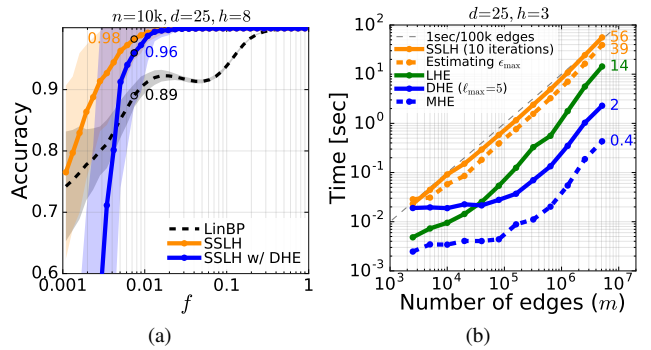 n=10k, d=25, h=8
Accuracy
0.9
0.8
0.7
0.6
0.98
0.96
0.89
LinBP
SSLH
SSLH w/ DHE
0.001
0.01
0.1
1
f
(a)
d=25, h=3
Time [sec]
10²
10¹
10⁰
10⁻¹
10⁻²
10⁻³
1sec/100k edges
SSLH (10 iterations)
Estimating ϵmax
LHE
DHE (ℓmax=5)
MHE
56
39
14
2
0.4
10³
10⁴
10⁵
10⁶
10⁷
Number of edges (m)
(b)